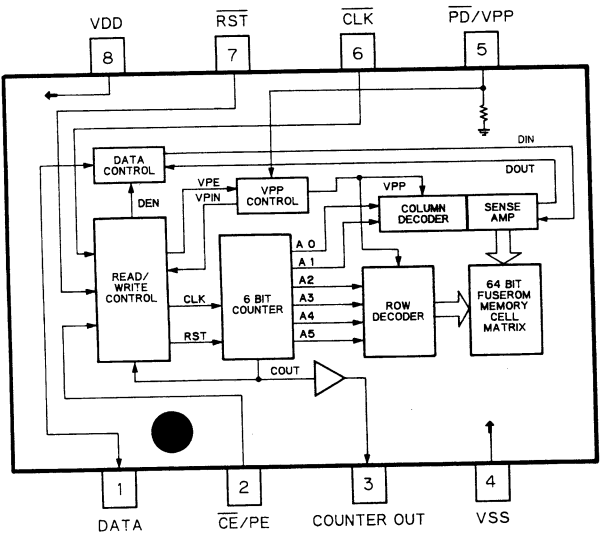 VDD
RST
CLK
PD/VPP
8
7
6
5
DIN
DOUT
DATA
CONTROL
VPE
VPIN
VPP
CONTROL
VPP
DEN
COLUMN
DECODER
SENSE
AMP
READ/
WRITE
CONTROL
CLK
RST
6 BIT
COUNTER
A 0
A 1
A2
A3
A4
A5
ROW
DECODER
64 BIT
FUSEROM
MEMORY
CELL
MATRIX
COUT
1
2
3
4
DATA
CE/PE
COUNTER OUT
VSS